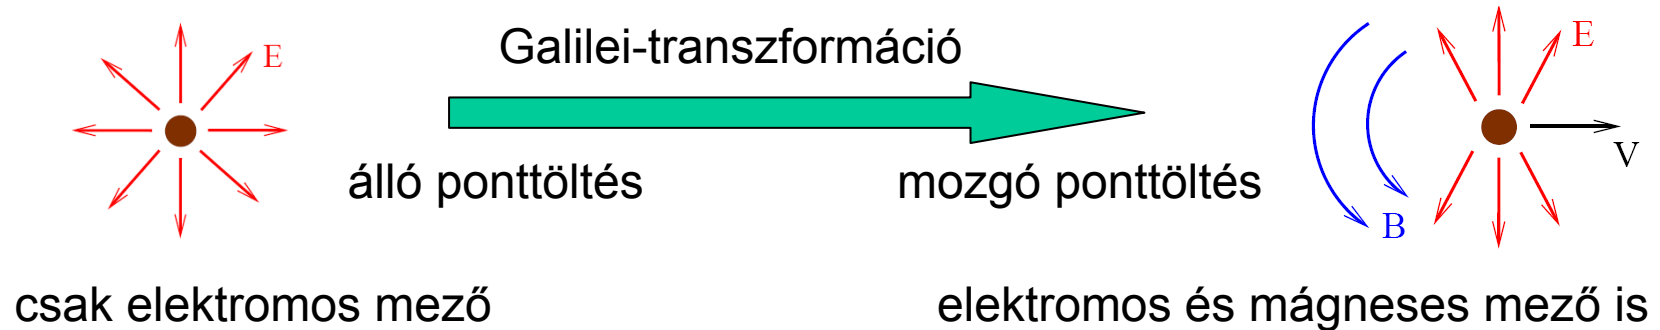 Galilei-transzformáció
E
E
V
álló ponttöltés
mozgó ponttöltés
B
csak elektromos mező
elektromos és mágneses mező is